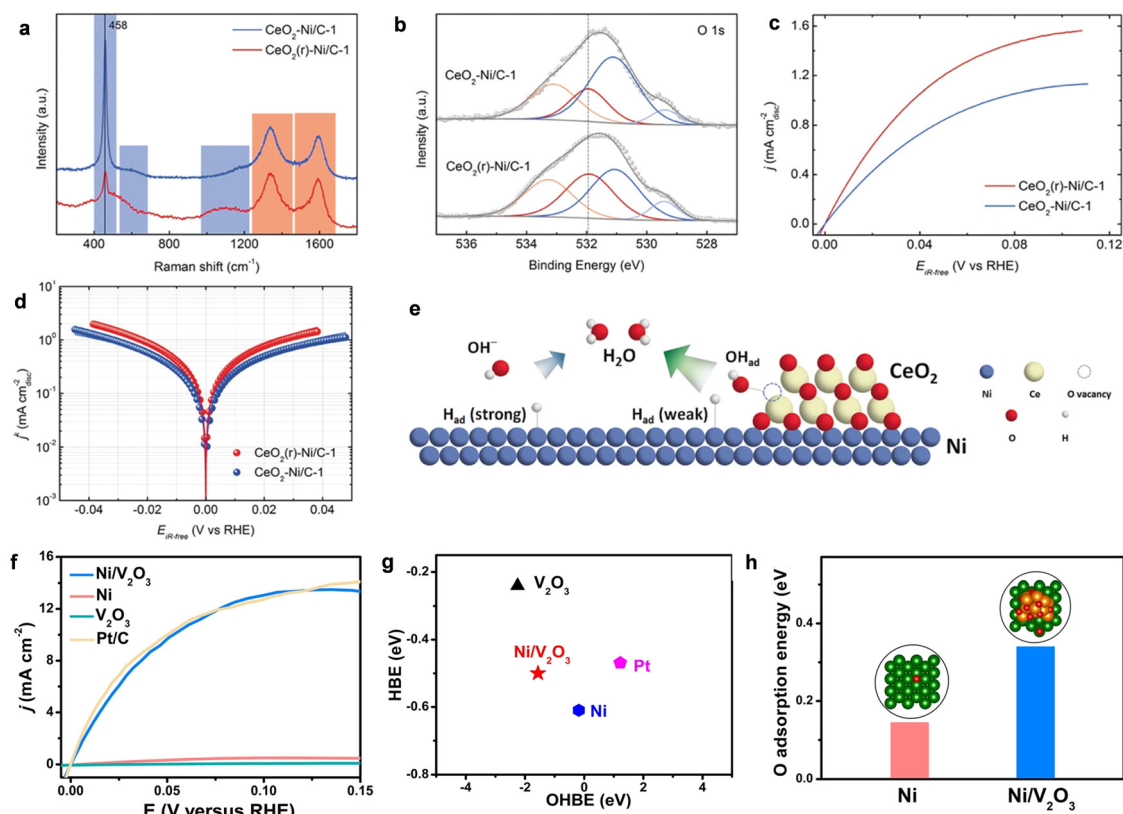 a
458
CeO2-Ni/C-1
CeO2(r)-Ni/C-1
Intensity (a.u.)
400 800 1200 1600
Raman shift (cm-1)
b
O 1s
CeO2-Ni/C-1
CeO2(r)-Ni/C-1
Inensity (a.u.)
536 534 532 530 528
Binding Energy (eV)
c
1.6
1.2
0.8
0.4
0.0
j (mA cm-2disc)
CeO2(r)-Ni/C-1
CeO2-Ni/C-1
0.00 0.04 0.08 0.12
EiR-free (V vs RHE)
d
101
100
10-1
10-2
10-3
jk (mA cm-2disc)
CeO2(r)-Ni/C-1
CeO2-Ni/C-1
-0.04 -0.02 0.00 0.02 0.04
EiR-free (V vs RHE)
e
OH−
H2O
OHad
CeO2
Had (strong)
Had (weak)
Ni
Ni Ce O vacancy
O H
f
16
12
8
4
0
j (mA cm-2)
Ni/V2O3
Ni
V2O3
Pt/C
0.00 0.05 0.10 0.15
E (V versus RHE)
g
-0.2
-0.4
-0.6
-0.8
HBE (eV)
V2O3
Ni/V2O3
Pt
Ni
-4 -2 0 2 4
OHBE (eV)
h
0.4
0.2
0.0
O adsorption energy (eV)
Ni Ni/V2O3